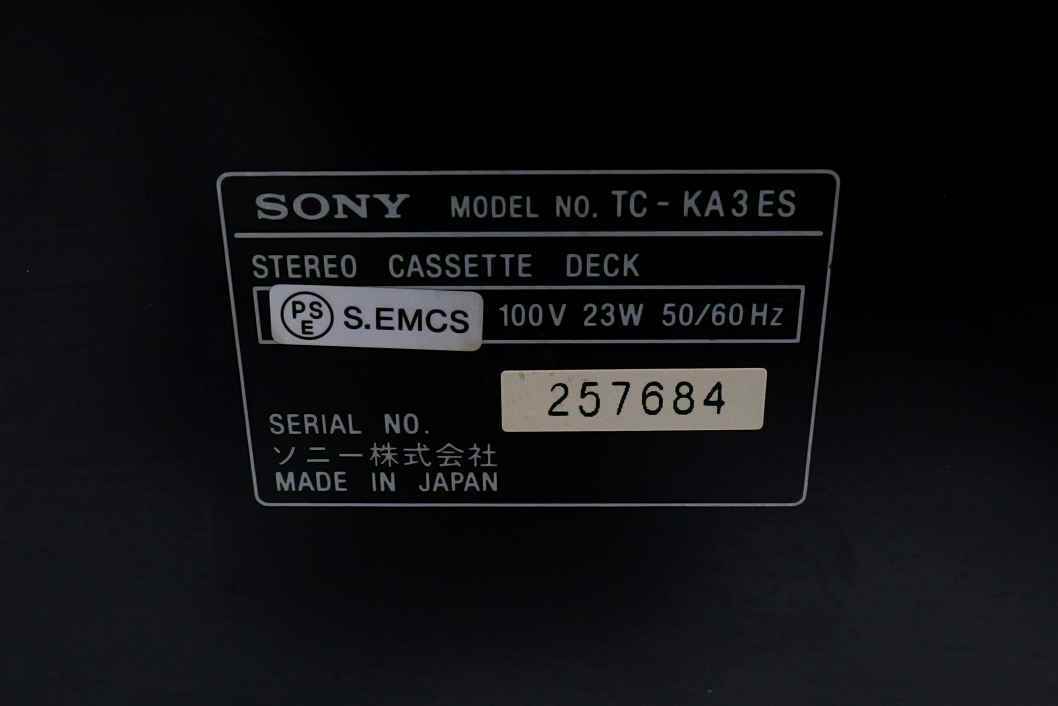 SONY MODEL NO. TC-KA3ES
STEREO CASSETTE DECK
PSE S.EMCS 100V 23W 50/60Hz
257684
SERIAL NO.
ソニー株式会社
MADE IN JAPAN